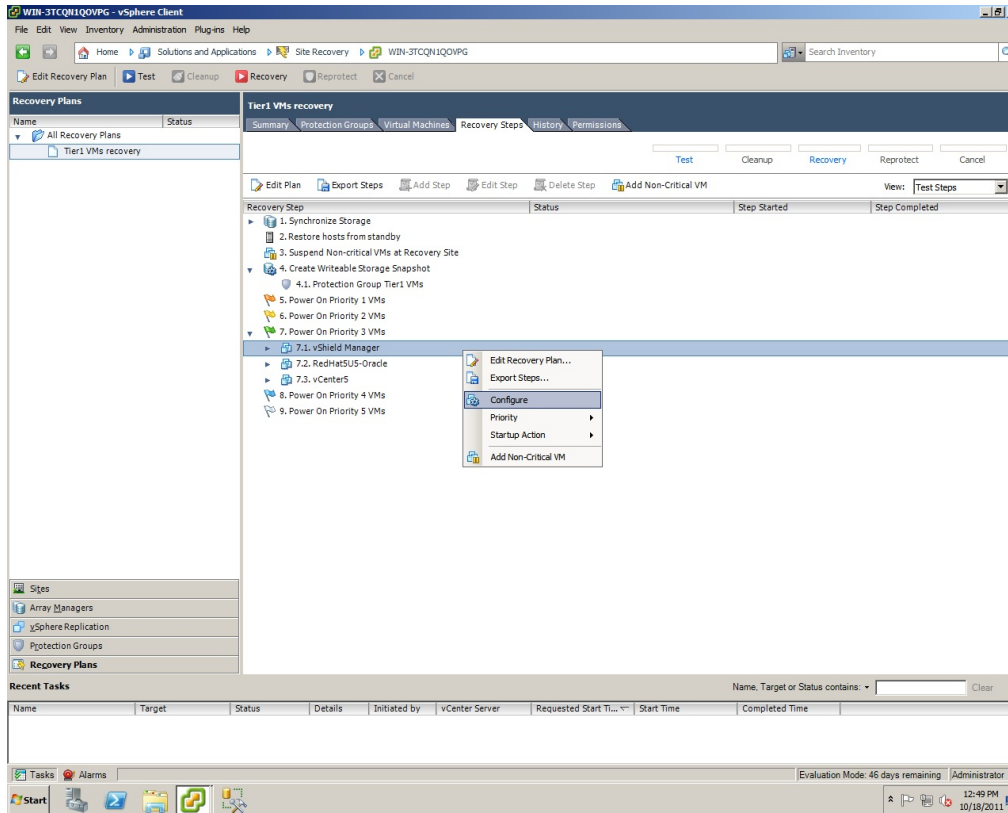 WIN-3TCQN1QOVPG - vSphere Client
File Edit View Inventory Administration Plug-ins Help
Home Solutions and Applications Site Recovery WIN-3TCQN1QOVPG Search Inventory
Edit Recovery Plan Test Cleanup Recovery Reprotect Cancel
Recovery Plans
Name Status
All Recovery Plans
Tier1 VMs recovery
Tier1 VMs recovery
Summary Protection Groups Virtual Machines Recovery Steps History Permissions
Test Cleanup Recovery Reprotect Cancel
Edit Plan Export Steps Add Step Edit Step Delete Step Add Non-Critical VM View: Test Steps
Recovery Step Status Step Started Step Completed
1. Synchronize Storage
2. Restore hosts from standby
3. Suspend Non-critical VMs at Recovery Site
4. Create Writeable Storage Snapshot
4.1. Protection Group Tier1 VMs
5. Power On Priority 1 VMs
6. Power On Priority 2 VMs
7. Power On Priority 3 VMs
7.1. vShield Manager
7.2. RedHat5U5-Oracle
7.3. vCenter5
8. Power On Priority 4 VMs
9. Power On Priority 5 VMs
Edit Recovery Plan...
Export Steps...
Configure
Priority
Startup Action
Add Non-Critical VM
Sites
Array Managers
vSphere Replication
Protection Groups
Recovery Plans
Recent Tasks Name, Target or Status contains: Clear
Name Target Status Details Initiated by vCenter Server Requested Start Ti... Start Time Completed Time
Tasks Alarms Evaluation Mode: 46 days remaining Administrator
Start 12:49 PM
10/18/2011